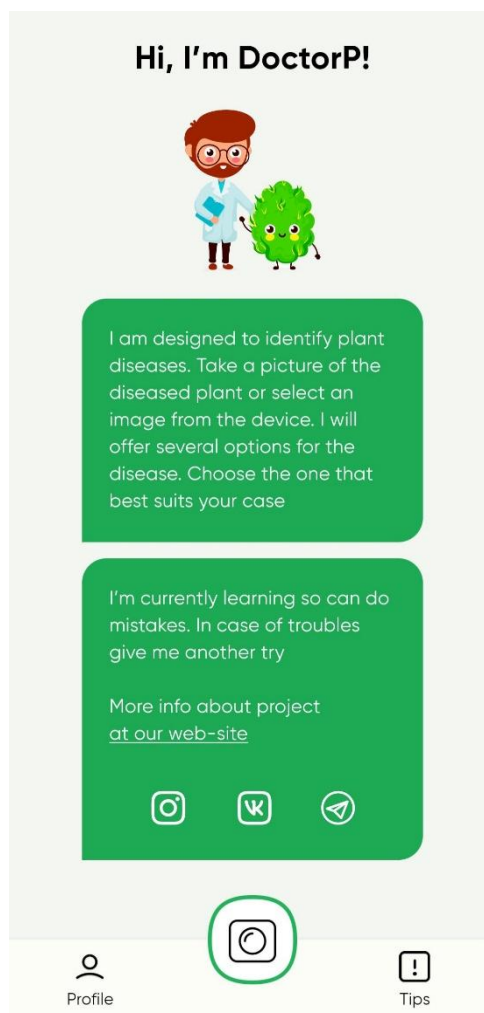 Hi, I'm DoctorP!
I am designed to identify plant
diseases. Take a picture of the
diseased plant or select an
image from the device. I will
offer several options for the
disease. Choose the one that
best suits your case
I'm currently learning so can do
mistakes. In case of troubles
give me another try
More info about project
at our web-site
Profile
Tips